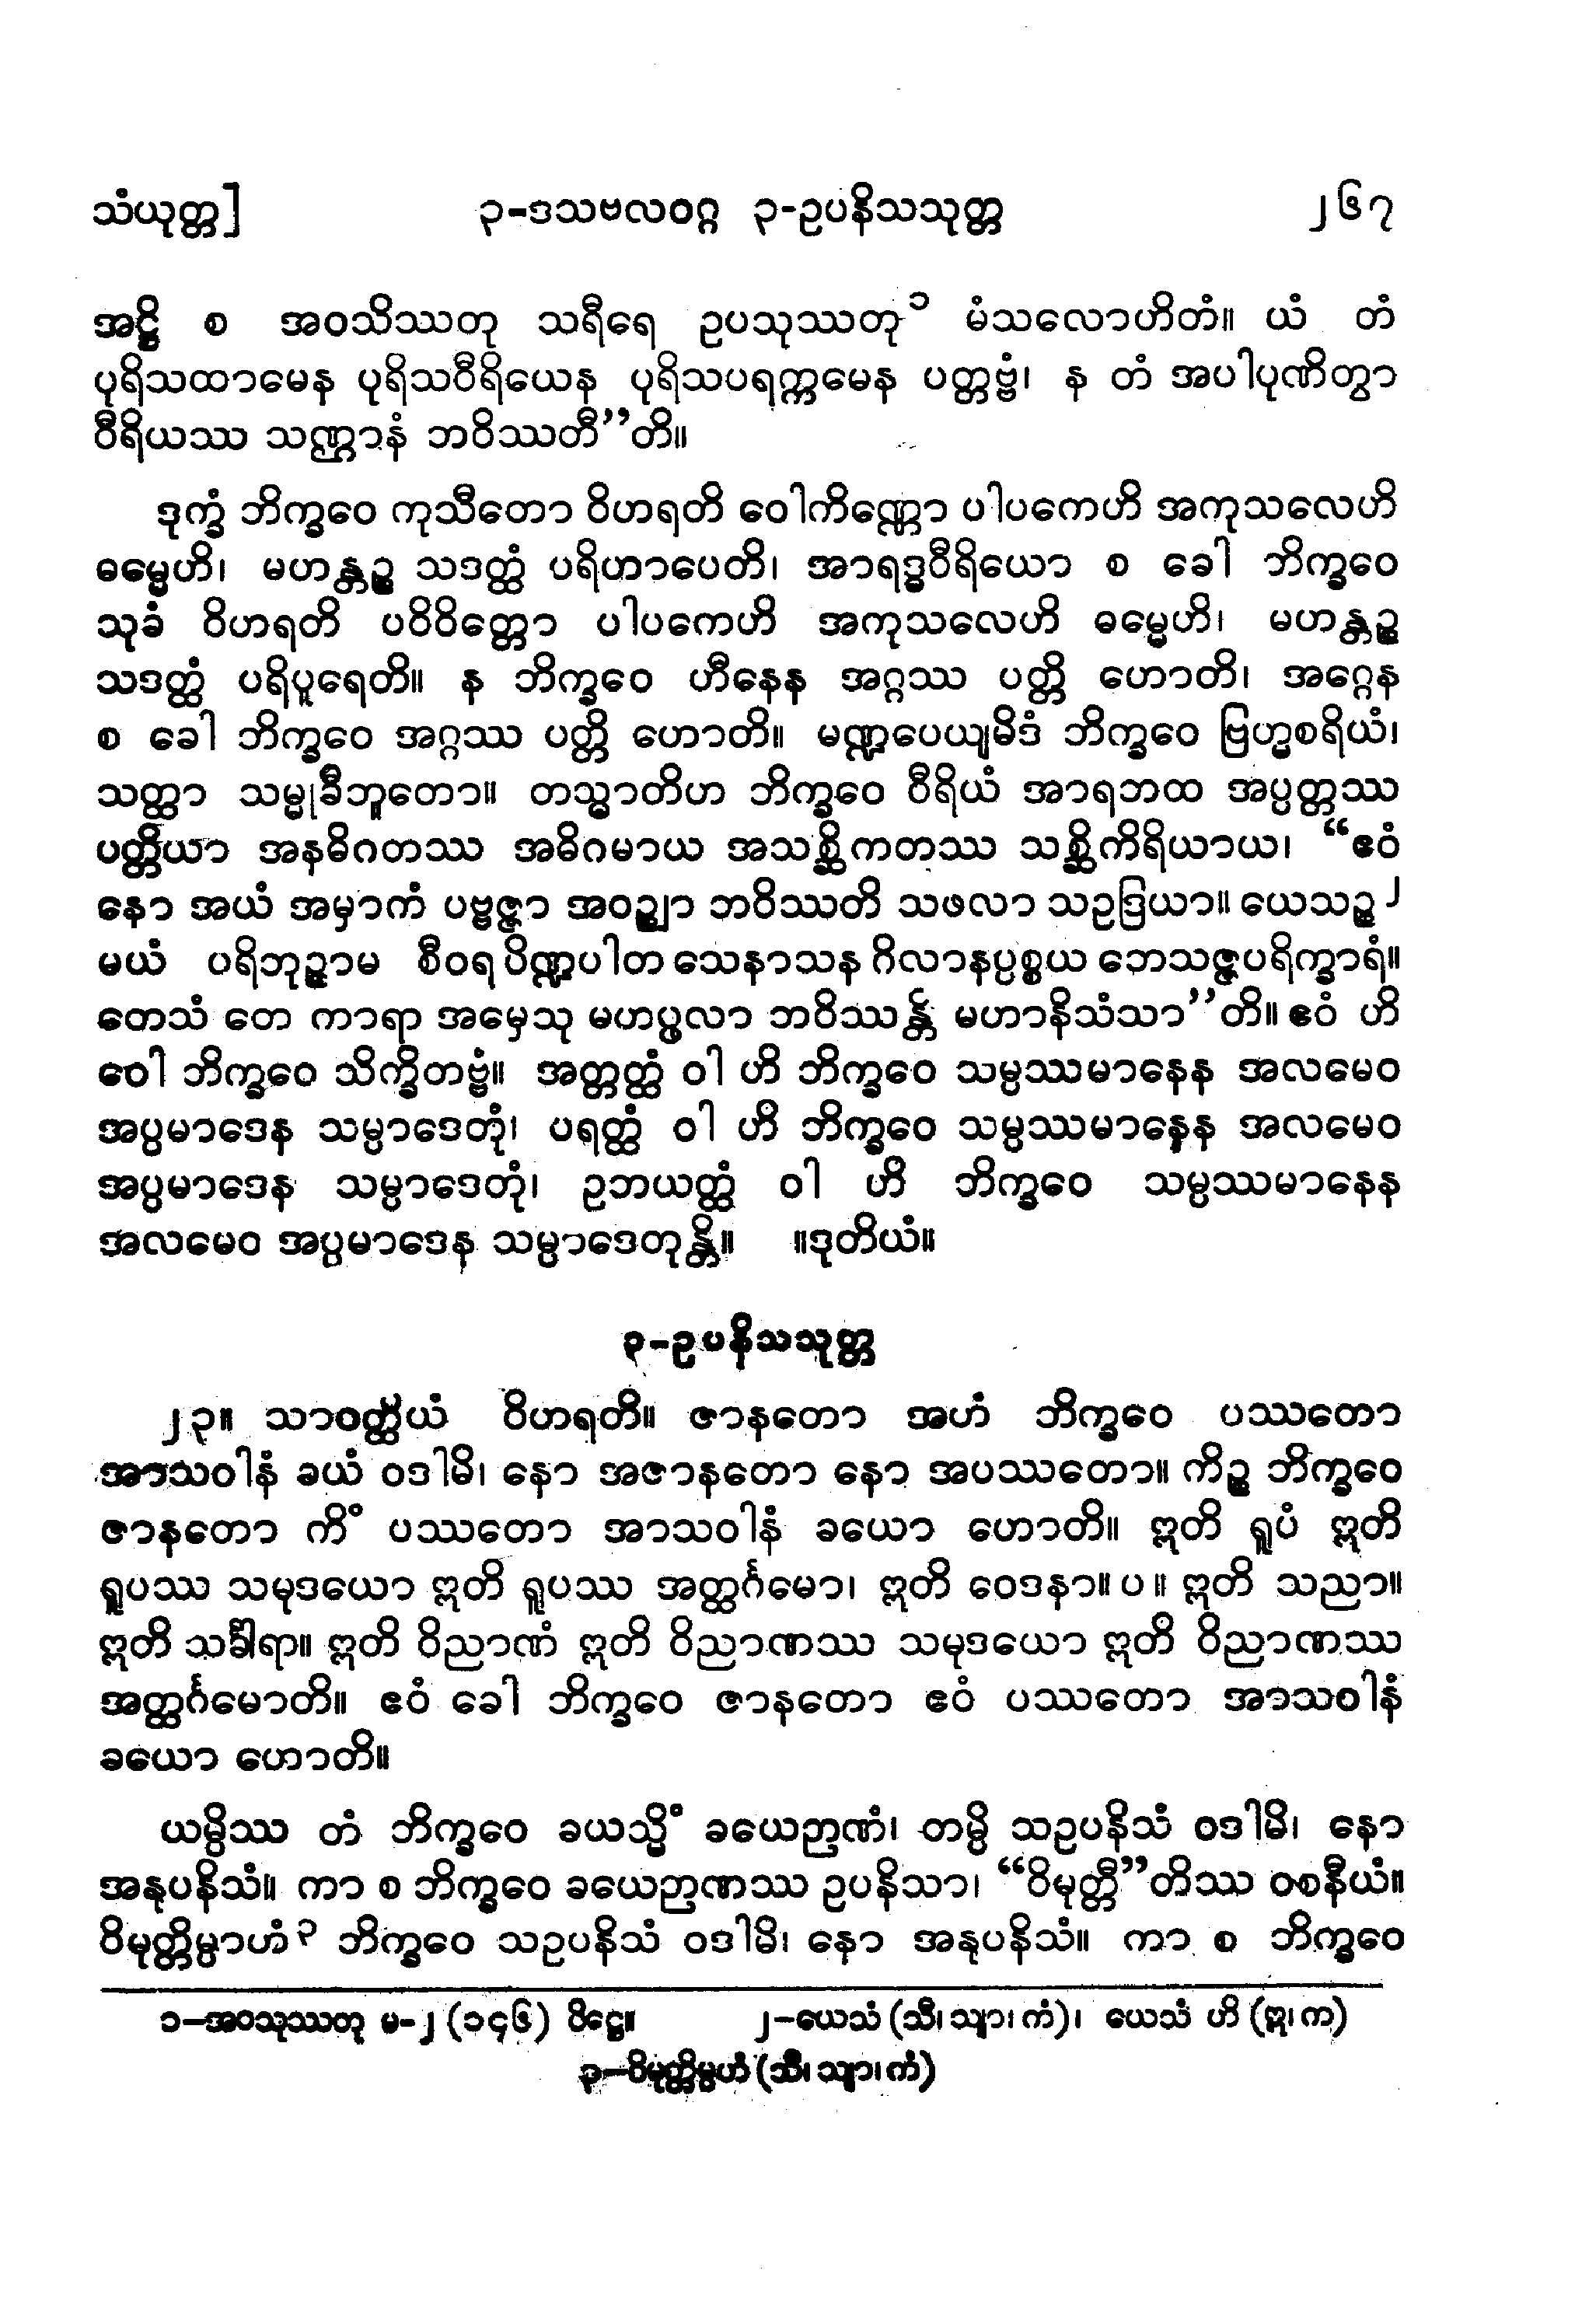 သံယုတ္တ] ၃-ဒသဗလဝဂ္ဂ ၃-ဥပနိသသုတ္တ ၂၆၇
အဋ္ဌိ စ အဝသိဿတု သရီရေ ဥပသုဿတု၁ မံသလောဟိတံ။ ယံ တံ
ပုရိသထာမေန ပုရိသဝီရိယေန ပုရိသပရက္ကမေန ပတ္တဗ္ဗံ၊ န တံ အပါပုဏိတွာ
ဝီရိယဿ သဏ္ဌာနံ ဘဝိဿတီ”တိ။
ဒုက္ခံ ဘိက္ခဝေ ကုသီတော ဝိဟရတိ ဝေါကိဏ္ဏော ပါပကေဟိ အကုသလေဟိ
ဓမ္မေဟိ၊ မဟန္တဉ္စ သဒတ္ထံ ပရိဟာပေတိ၊ အာရဒ္ဓဝီရိယော စ ခေါ ဘိက္ခဝေ
သုခံ ဝိဟရတိ ပဝိဝိတ္တော ပါပကေဟိ အကုသလေဟိ ဓမ္မေဟိ၊ မဟန္တဉ္စ
သဒတ္ထံ ပရိပူရေတိ။ န ဘိက္ခဝေ ဟီနေန အဂ္ဂဿ ပတ္တိ ဟောတိ၊ အဂ္ဂေန
စ ခေါ ဘိက္ခဝေ အဂ္ဂဿ ပတ္တိ ဟောတိ။ မဏ္ဍပေယျမိဒံ ဘိက္ခဝေ ဗြဟ္မစရိယံ၊
သတ္ထာ သမ္မုခီဘူတော။ တသ္မာတိဟ ဘိက္ခဝေ ဝီရိယံ အာရဘထ အပ္ပတ္တဿ
ပတ္တိယာ အနဓိဂတဿ အဓိဂမာယ အသစ္ဆိကတဿ သစ္ဆိကိရိယာယ၊ “ဧဝံ
နော အယံ အမှာကံ ပဗ္ဗဇ္ဇာ အဝဉ္ဈာ ဘဝိဿတိ သဖလာ သဥဒြယာ။ ယေသဉ္စ၂
မယံ ပရိဘုဉ္ဇာမ စီဝရ ပိဏ္ဍပါတ သေနာသန ဂိလာနပ္ပစ္စယ ဘေသဇ္ဇပရိက္ခာရံ။
တေသံ တေ ကာရာ အမှေသု မဟပ္ဖလာ ဘဝိဿန္တိ မဟာနိသံသာ”တိ။ ဧဝံ ဟိ
ဝေါ ဘိက္ခဝေ သိက္ခိတဗ္ဗံ။ အတ္တတ္ထံ ဝါ ဟိ ဘိက္ခဝေ သမ္ပဿမာနေန အလမေဝ
အပ္ပမာဒေန သမ္ပာဒေတုံ၊ ပရတ္ထံ ဝါ ဟိ ဘိက္ခဝေ သမ္ပဿမာနေန အလမေဝ
အပ္ပမာဒေန သမ္ပာဒေတုံ၊ ဥဘယတ္ထံ ဝါ ဟိ ဘိက္ခဝေ သမ္ပဿမာနေန
အလမေဝ အပ္ပမာဒေန သမ္ပာဒေတုန္တိ။ ။ဒုတိယံ။
၃-ဥပနိသသုတ္တ
၂၃။ သာဝတ္ထိယံ ဝိဟရတိ။ ဇာနတော အဟံ ဘိက္ခဝေ ပဿတော
အာသဝါနံ ခယံ ဝဒါမိ၊ နော အဇာနတော နော အပဿတော။ ကိဉ္စ ဘိက္ခဝေ
ဇာနတော ကိံ ပဿတော အာသဝါနံ ခယော ဟောတိ။ ဣတိ ရူပံ ဣတိ
ရူပဿ သမုဒယော ဣတိ ရူပဿ အတ္ထင်္ဂမော၊ ဣတိ ဝေဒနာ။ ပ ။ ဣတိ သညာ။
ဣတိ သင်္ခါရာ။ ဣတိ ဝိညာဏံ ဣတိ ဝိညာဏဿ သမုဒယော ဣတိ ဝိညာဏဿ
အတ္ထင်္ဂမောတိ။ ဧဝံ ခေါ ဘိက္ခဝေ ဇာနတော ဧဝံ ပဿတော အာသဝါနံ
ခယော ဟောတိ။
ယမ္ပိဿ တံ ဘိက္ခဝေ ခယသ္မိံ ခယေဉာဏံ၊ တမ္ပိ သဥပနိသံ ဝဒါမိ၊ နော
အနုပနိသံ။ ကာ စ ဘိက္ခဝေ ခယေဉာဏဿ ဥပနိသာ၊ “ဝိမုတ္တီ”တိဿ ဝစနီယံ။
ဝိမုတ္တိမ္ပာဟံ၃ ဘိက္ခဝေ သဥပနိသံ ဝဒါမိ၊ နော အနုပနိသံ။ ကာ စ ဘိက္ခဝေ
၁-အဝသုဿတု မ-၂ (၁၄၆) ပိဋ္ဌေ။ ၂-ယေသံ (သီ၊ သျာ၊ ကံ)၊ ယေသံ ဟိ (ဣ၊ က)
၃-ဝိမုတ္တိမ္ပဟံ (သီ၊ သျာ၊ ကံ)